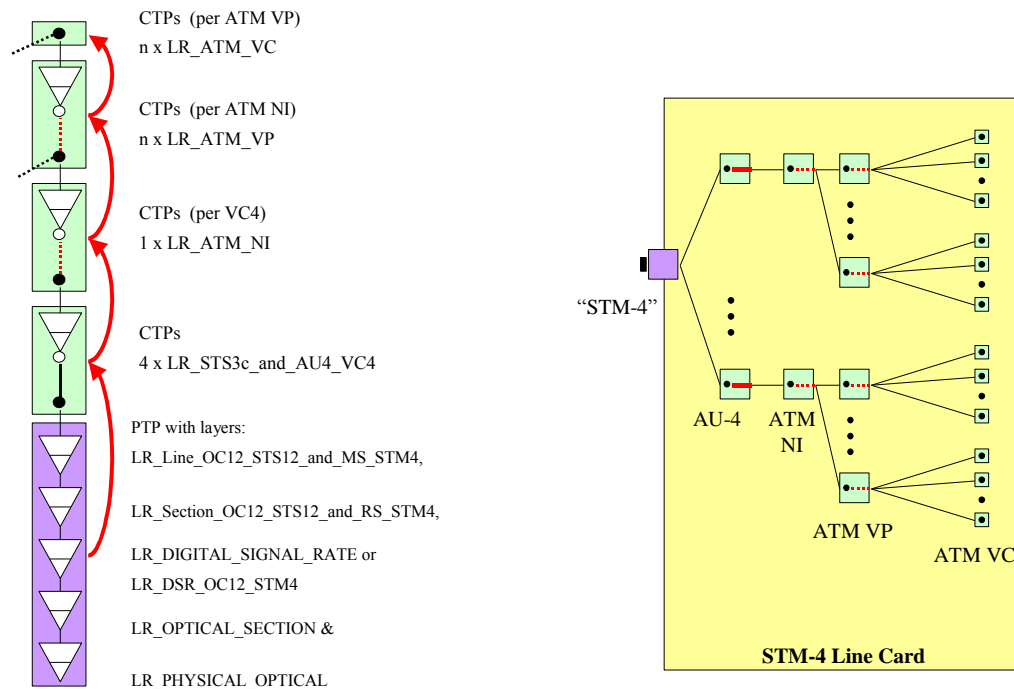 CTPs (per ATM VP)
n x LR_ATM_VC
CTPs (per ATM NI)
n x LR_ATM_VP
CTPs (per VC4)
1 x LR_ATM_NI
CTPs
4 x LR_STS3c_and_AU4_VC4
PTP with layers:
LR_Line_OC12_STS12_and_MS_STM4,
LR_Section_OC12_STS12_and_RS_STM4,
LR_DIGITAL_SIGNAL_RATE or
LR_DSR_OC12_STM4
LR_OPTICAL_SECTION &
LR_PHYSICAL_OPTICAL
“STM-4”
AU-4
ATM
NI
ATM VP
ATM VC
STM-4 Line Card